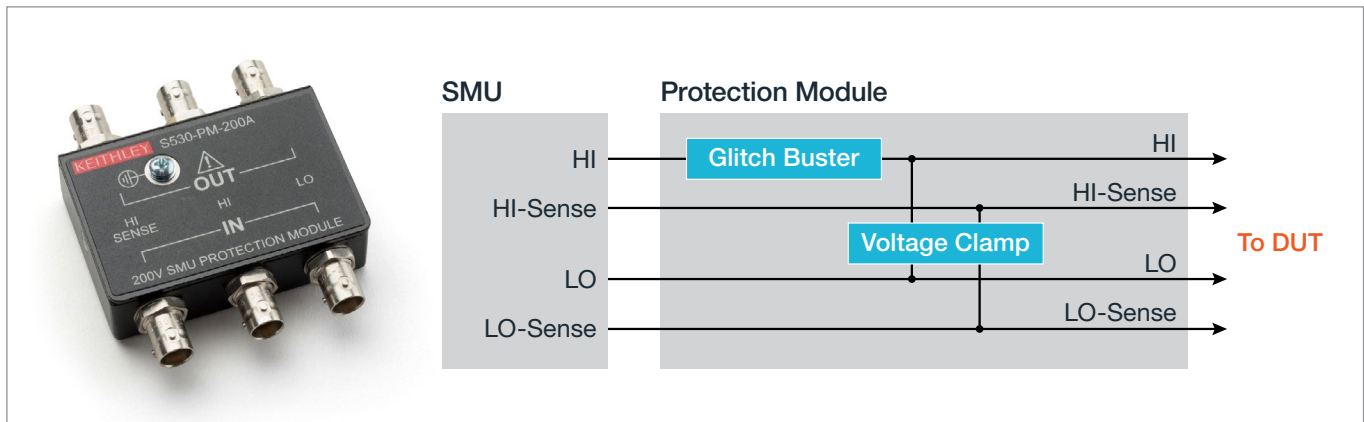 KEITHLEY S530-PM-200A
OUT
LO
HI
SENSE
HI
IN
200V SMU PROTECTION MODULE
SMU
Protection Module
HI
Glitch Buster
HI
HI-Sense
HI-Sense
Voltage Clamp
To DUT
LO
LO
LO-Sense
LO-Sense